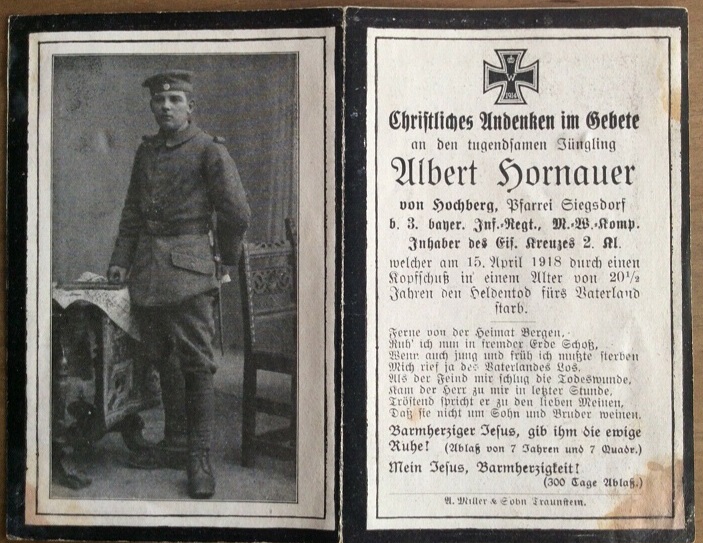 W
1914
Christliches Andenken im Gebete
an den tugendsamen Jüngling
Albert Hornauer
von Hochberg, Pfarrei Siegsdorf
b. 3. bayer. Inf.-Regt., M.-W.-Komp.
Inhaber des Eis. Kreuzes 2. Kl.
welcher am 15. April 1918 durch einen
Kopfschuß in einem Alter von 20½
Jahren den Heldentod fürs Vaterland
starb.
Ferne von der Heimat Bergen,
Ruh' ich nun in fremder Erde Schoß,
Wenn auch jung und früh ich mußte sterben
Mich rief ja des Vaterlandes Los.
Als der Feind mir schlug die Todeswunde,
Kam der Herr zu mir in letzter Stunde,
Tröstend spricht er zu den lieben Meinen,
Daß sie nicht um Sohn und Bruder weinen.
Barmherziger Jesus, gib ihm die ewige
Ruhe! (Ablaß von 7 Jahren und 7 Quadr.)
Mein Jesus, Barmherzigkeit!
(300 Tage Ablaß.)
A. Miller & Sohn Traunstein.